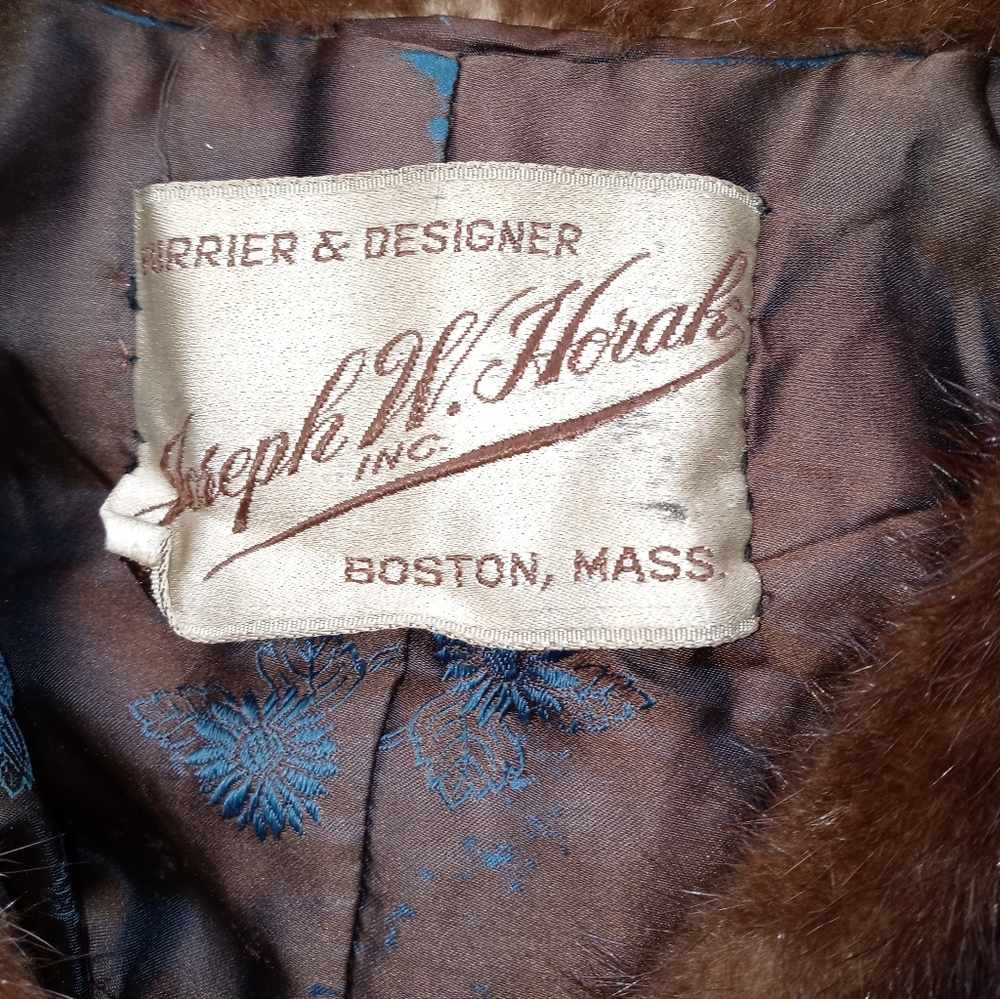 FURRIER & DESIGNER
Joseph W. Horak
INC.
BOSTON, MASS.